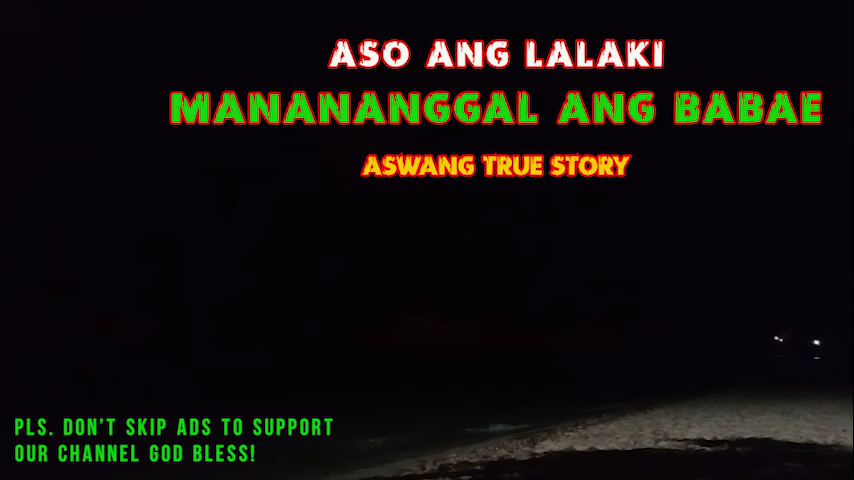 ASO ANG LALAKI
MANANANGGAL ANG BABAE
ASWANG TRUE STORY
PLS. DON'T SKIP ADS TO SUPPORT
OUR CHANNEL GOD BLESS!